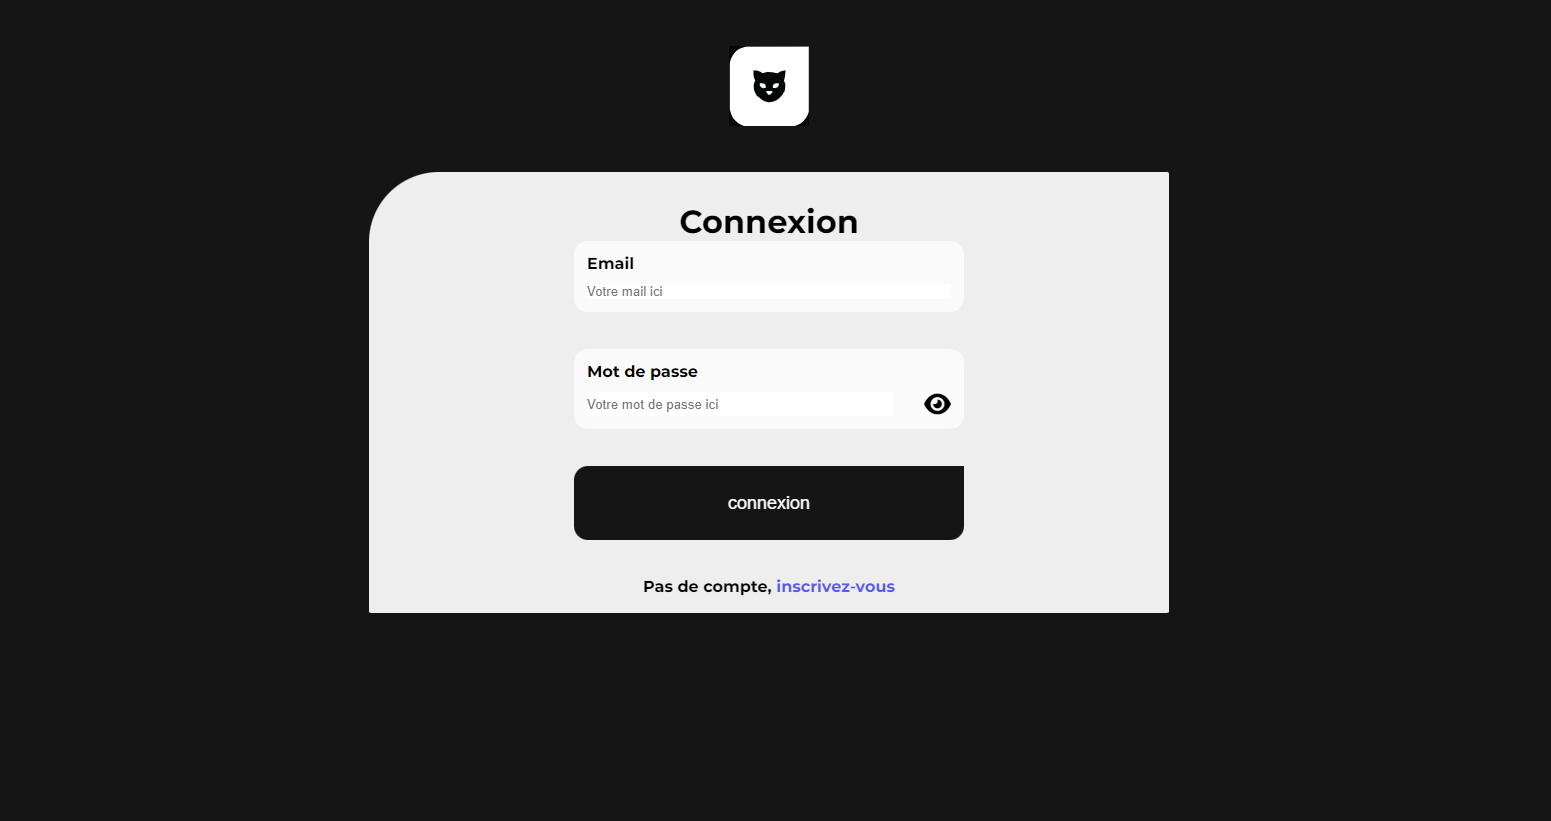 Connexion
Email
Votre mail ici
Mot de passe
Votre mot de passe ici
connexion
Pas de compte, inscrivez-vous